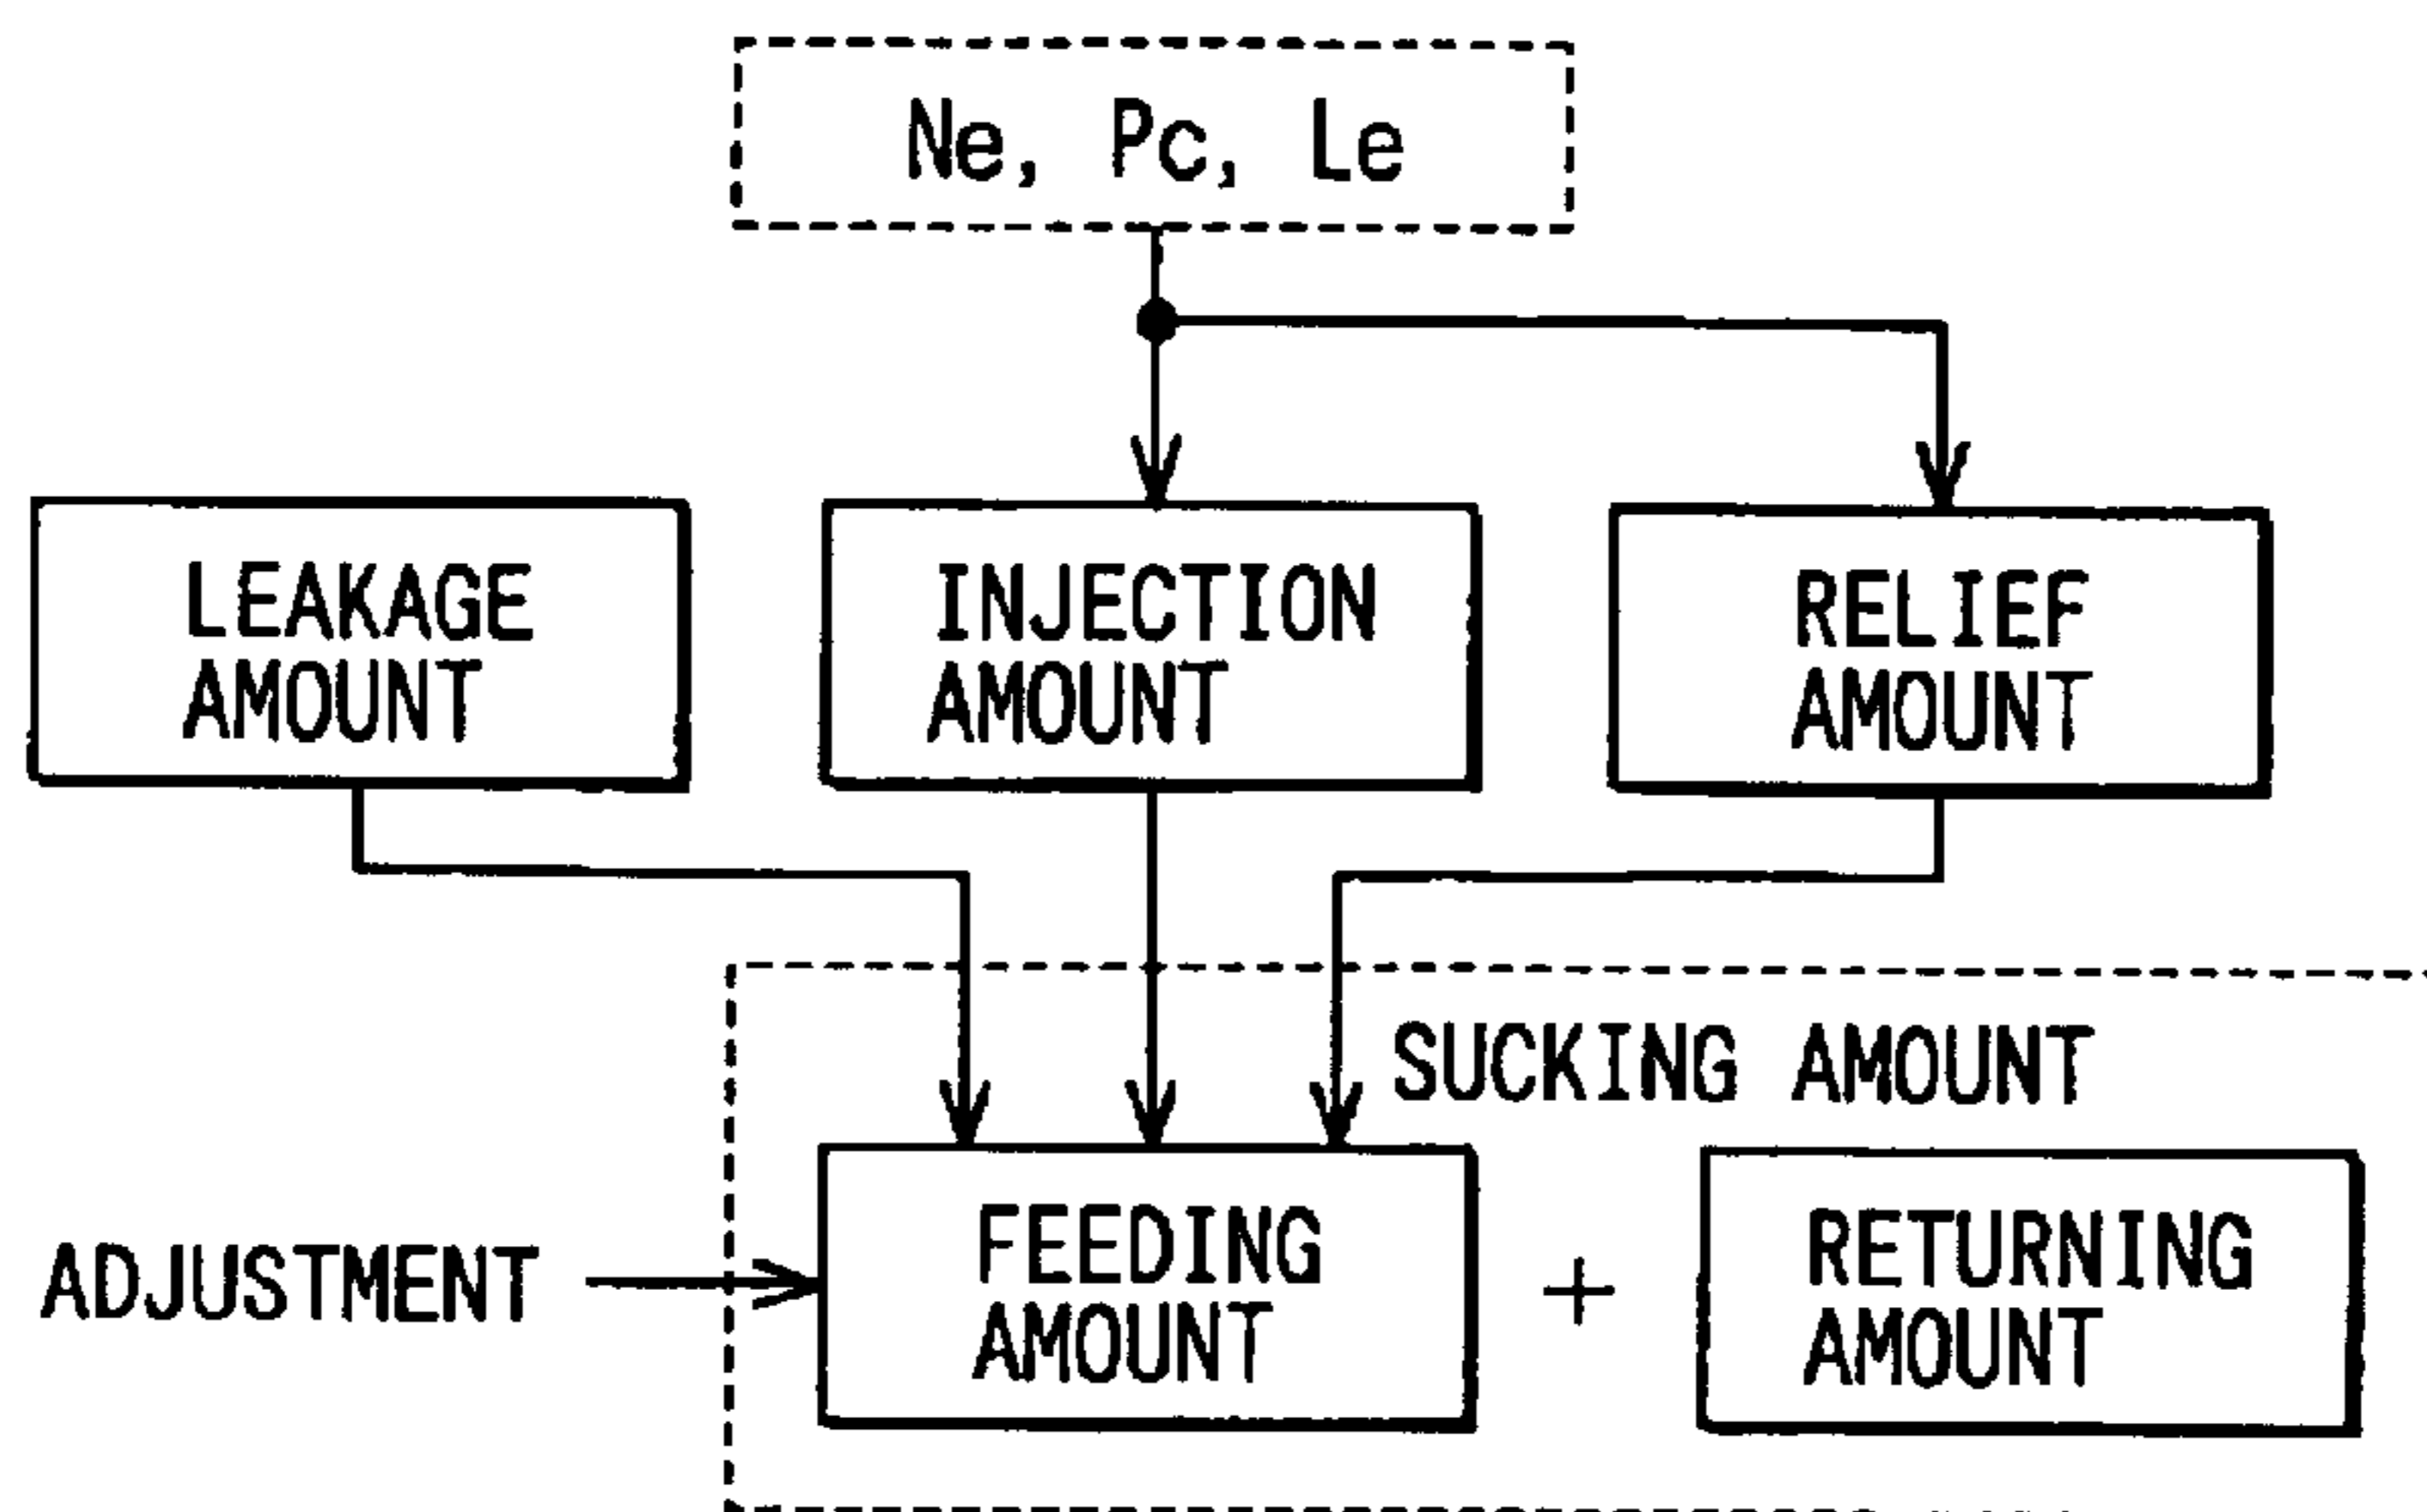 Ne, Pc, Le
LEAKAGE
AMOUNT
INJECTION
AMOUNT
RELIEF
AMOUNT
SUCKING AMOUNT
ADJUSTMENT
FEEDING
AMOUNT
+
RETURNING
AMOUNT